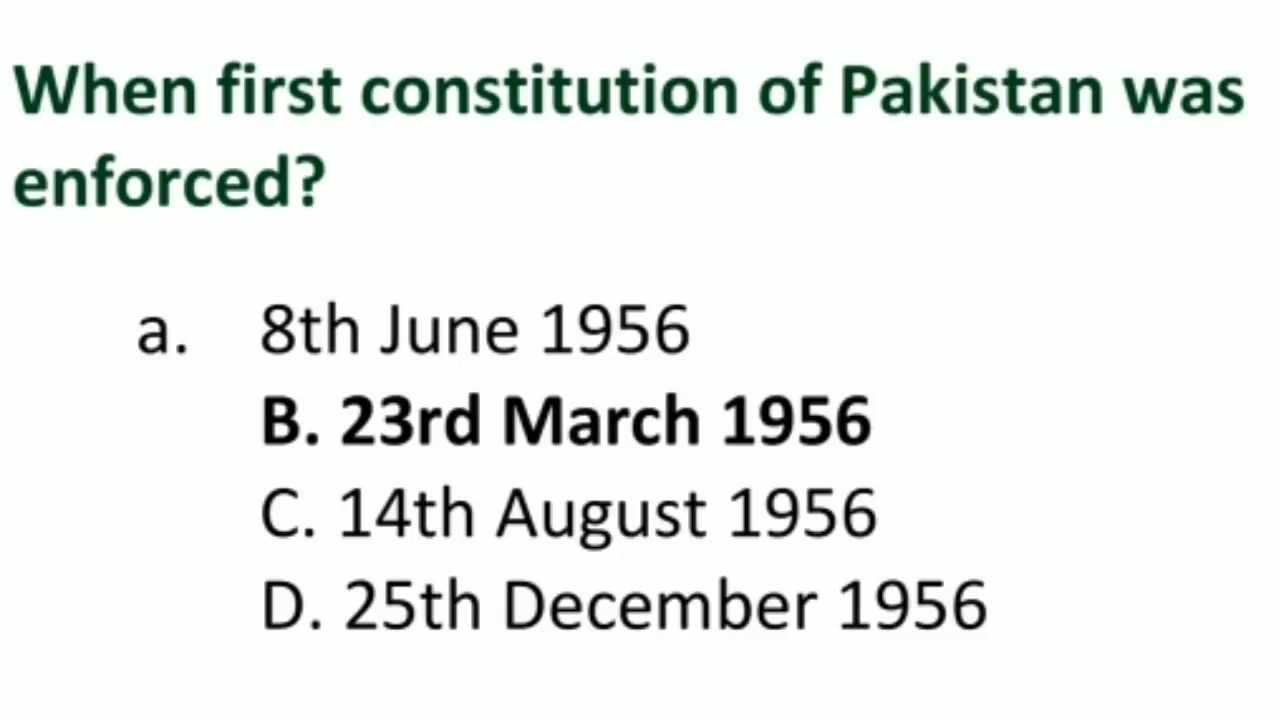 When first constitution of Pakistan was
enforced?
a. 8th June 1956
B. 23rd March 1956
C. 14th August 1956
D. 25th December 1956